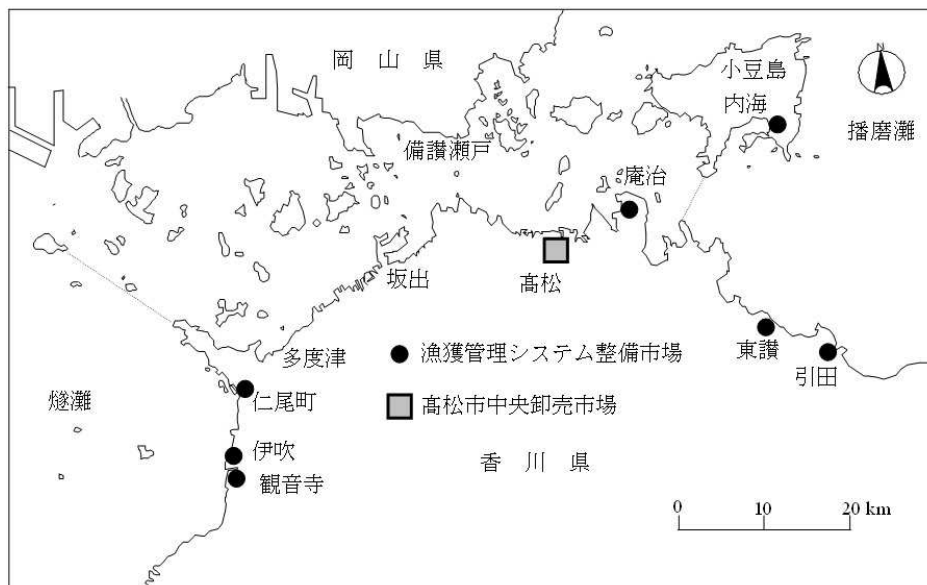 岡 山 県
N
小豆島
内海
播磨灘
備讃瀬戸
庵治
坂出
髙松
東讃
引田
多度津
● 漁獲管理システム整備市場
燧灘
仁尾町
髙松市中央卸売市場
伊吹
観音寺
香 川 県
0 10 20 km